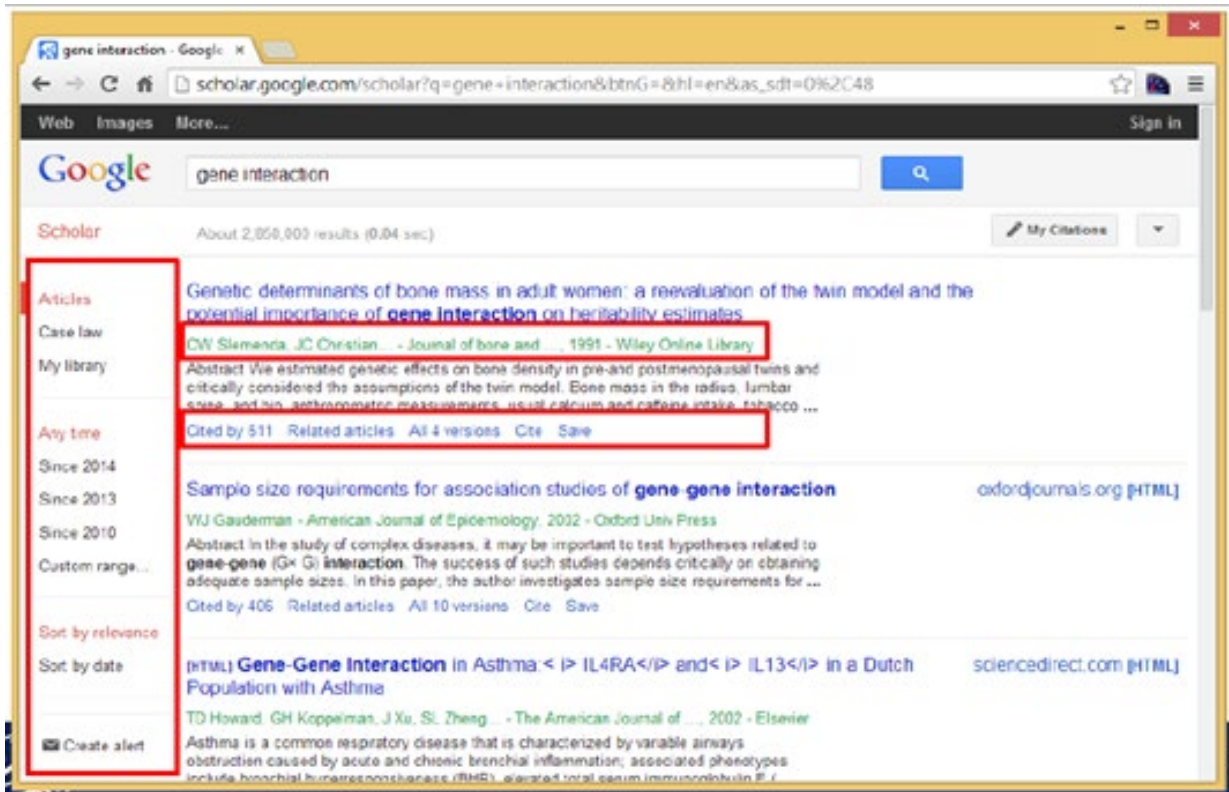 gene interaction - Google
scholar.google.com/scholar?q=gene+interaction&btnG=&hl=en&as_sdt=0%2C48
Web Images More... Sign in
Google gene interaction
Scholar About 2,050,000 results (0.04 sec) My Citations
Articles
Case law
My library
Any time
Since 2014
Since 2013
Since 2010
Custom range...
Sort by relevance
Sort by date
Create alert
Genetic determinants of bone mass in adult women: a reevaluation of the twin model and the
potential importance of gene interaction on heritability estimates
CW Slemenda, JC Christian... - Journal of bone and ..., 1991 - Wiley Online Library
Abstract We estimated genetic effects on bone density in pre-and postmenopausal twins and
critically considered the assumptions of the twin model. Bone mass in the radius, lumbar
spine, and hip, anthropometric measurements, usual calcium and caffeine intake, tobacco ...
Cited by 511 Related articles All 4 versions Cite Save
Sample size requirements for association studies of gene-gene interaction oxfordjournals.org [HTML]
WJ Gauderman - American Journal of Epidemiology, 2002 - Oxford Univ Press
Abstract In the study of complex diseases, it may be important to test hypotheses related to
gene-gene (G× G) interaction. The success of such studies depends critically on obtaining
adequate sample sizes. In this paper, the author investigates sample size requirements for ...
Cited by 406 Related articles All 10 versions Cite Save
[HTML] Gene-Gene Interaction in Asthma:< i> IL4RA</i> and< i> IL13</i> in a Dutch sciencedirect.com [HTML]
Population with Asthma
TD Howard, GH Koppelman, J Xu, SL Zheng... - The American Journal of ..., 2002 - Elsevier
Asthma is a common respiratory disease that is characterized by variable airways
obstruction caused by acute and chronic bronchial inflammation; associated phenotypes
include bronchial hyperresponsiveness (BHR), elevated total serum immunoglobulin E (